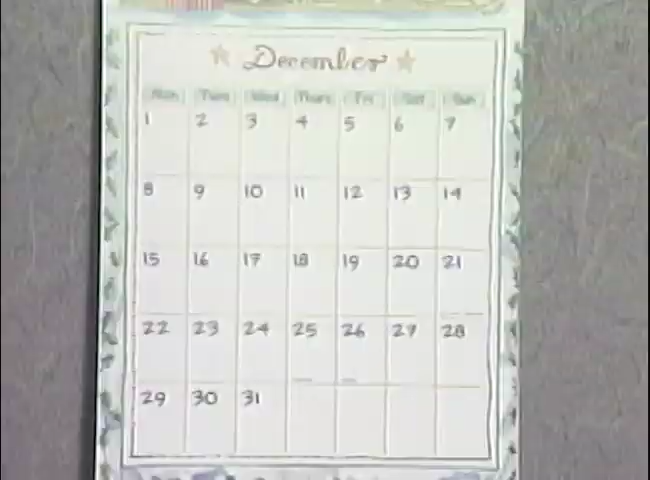 December
Mon Tues Wed Thurs Fri Sat Sun
1 2 3 4 5 6 7
8 9 10 11 12 13 14
15 16 17 18 19 20 21
22 23 24 25 26 27 28
29 30 31